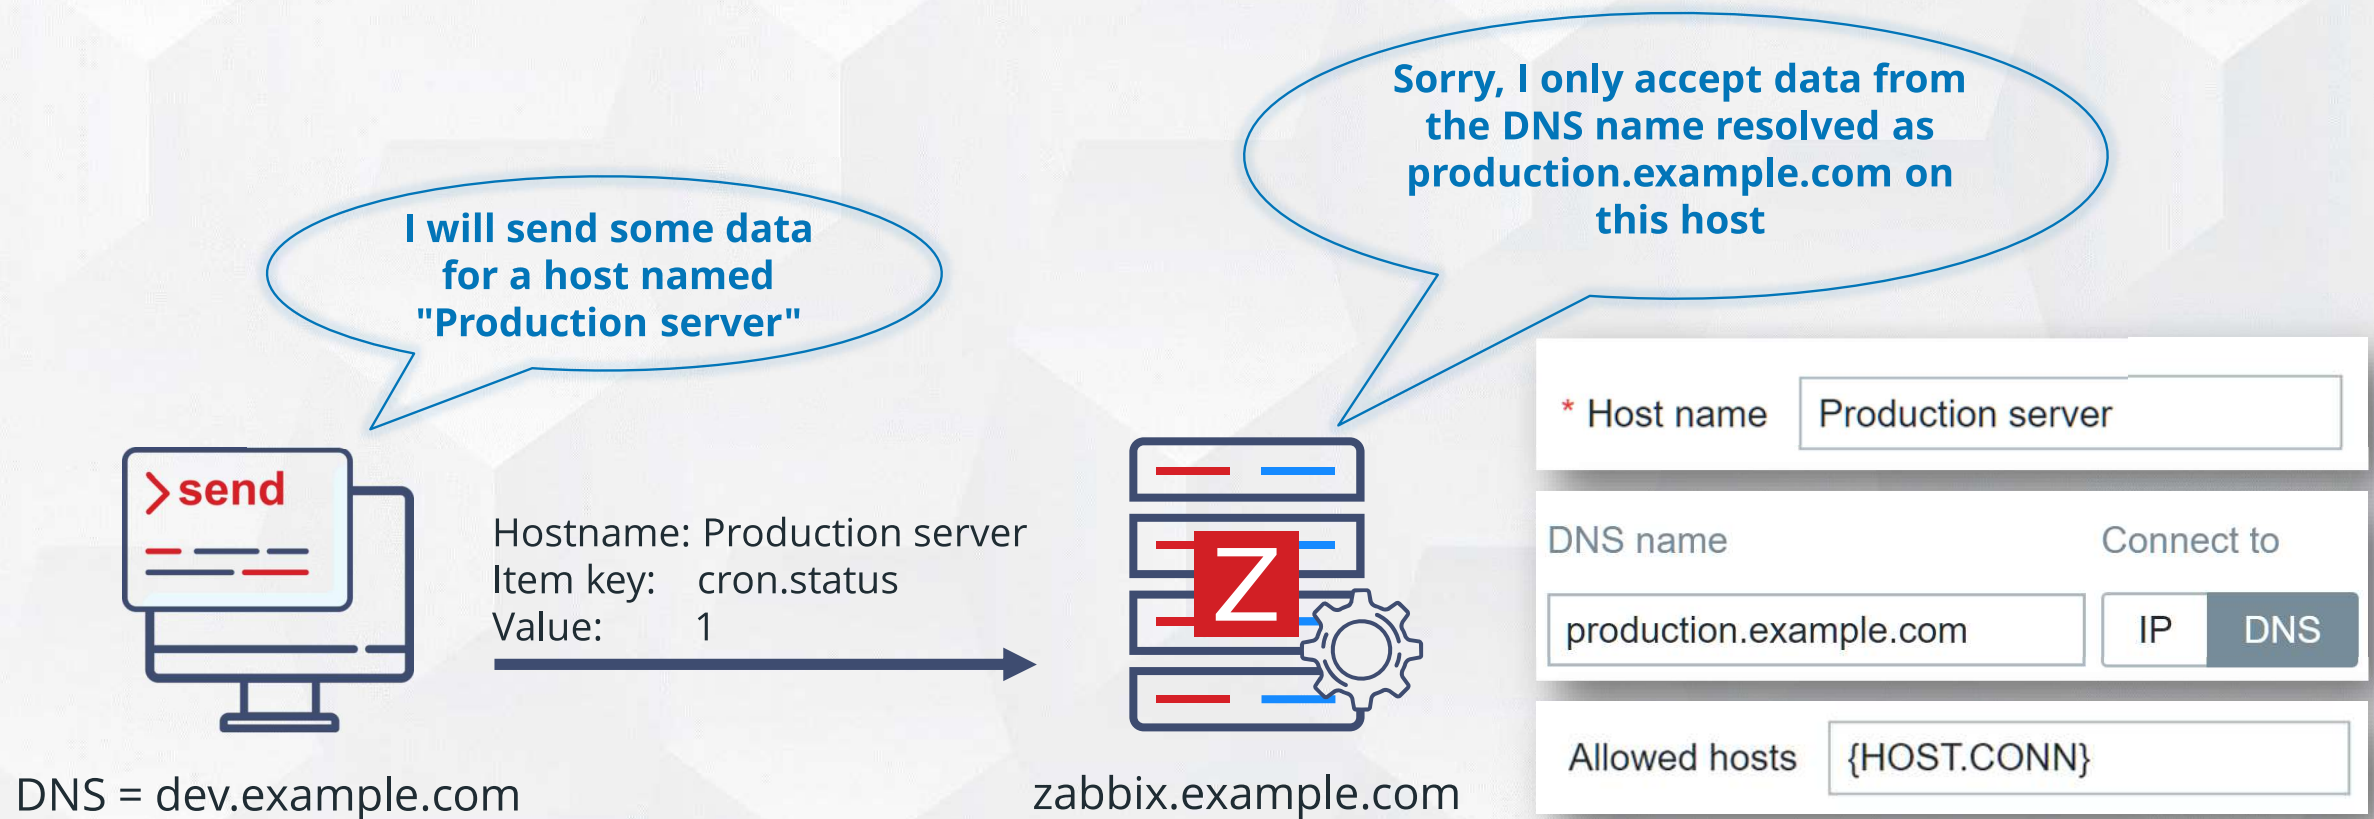 Sorry, I only accept data from
the DNS name resolved as
production.example.com on
this host
I will send some data
for a host named
"Production server"
* Host name Production server
>send
Hostname: Production server
Item key: cron.status
Value: 1
Z
DNS name Connect to
production.example.com IP DNS
Allowed hosts {HOST.CONN}
DNS = dev.example.com
zabbix.example.com